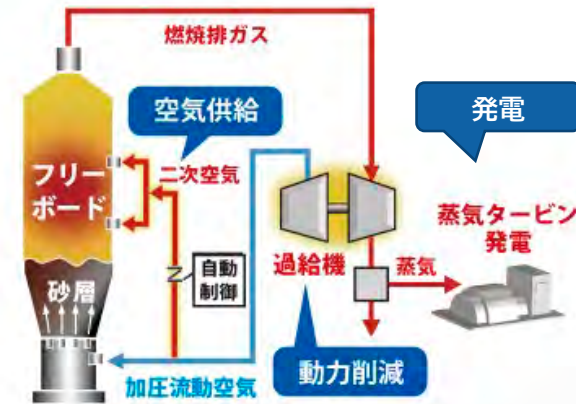 燃焼排ガス
空気供給
発電
フリー
ボード
二次空気
蒸気タービン
発電
過給機
蒸気
自動
制御
砂層
加圧流動空気
動力削減